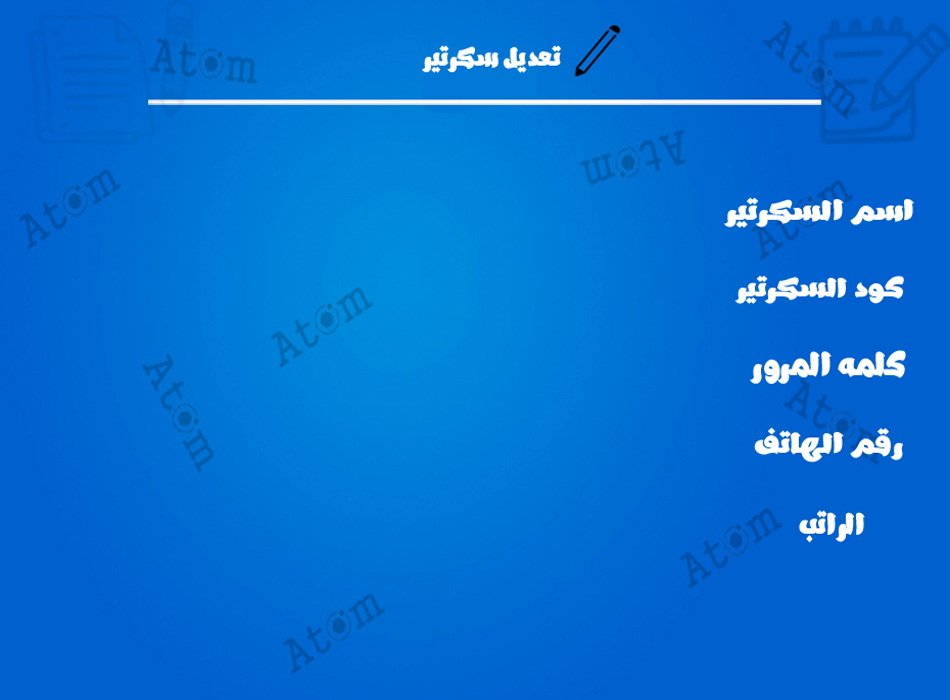 تعديل سكرتير
Atom
Atom
Atom
Atom
اسم السكرتير
Atom
كود السكرتير
Atom
كلمه المرور
Atom
Atom
رقم الهاتف
الراتب
Atom
Atom